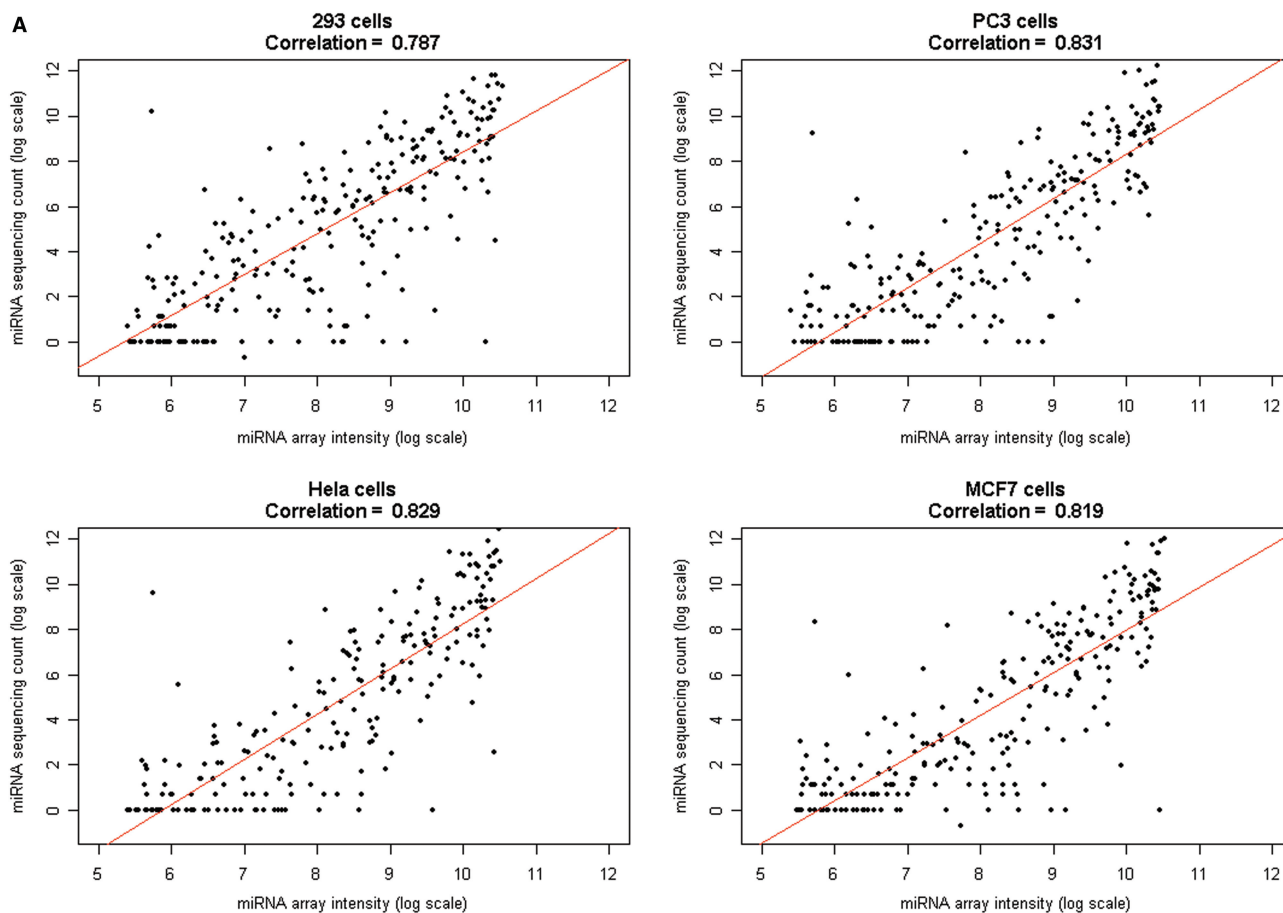 A
293 cells
Correlation = 0.787
miRNA sequencing count (log scale)
12
10
8
6
4
2
0
5 6 7 8 9 10 11 12
miRNA array intensity (log scale)
PC3 cells
Correlation = 0.831
miRNA sequencing count (log scale)
12
10
8
6
4
2
0
5 6 7 8 9 10 11 12
miRNA array intensity (log scale)
Hela cells
Correlation = 0.829
miRNA sequencing count (log scale)
12
10
8
6
4
2
0
5 6 7 8 9 10 11 12
miRNA array intensity (log scale)
MCF7 cells
Correlation = 0.819
miRNA sequencing count (log scale)
12
10
8
6
4
2
0
5 6 7 8 9 10 11 12
miRNA array intensity (log scale)